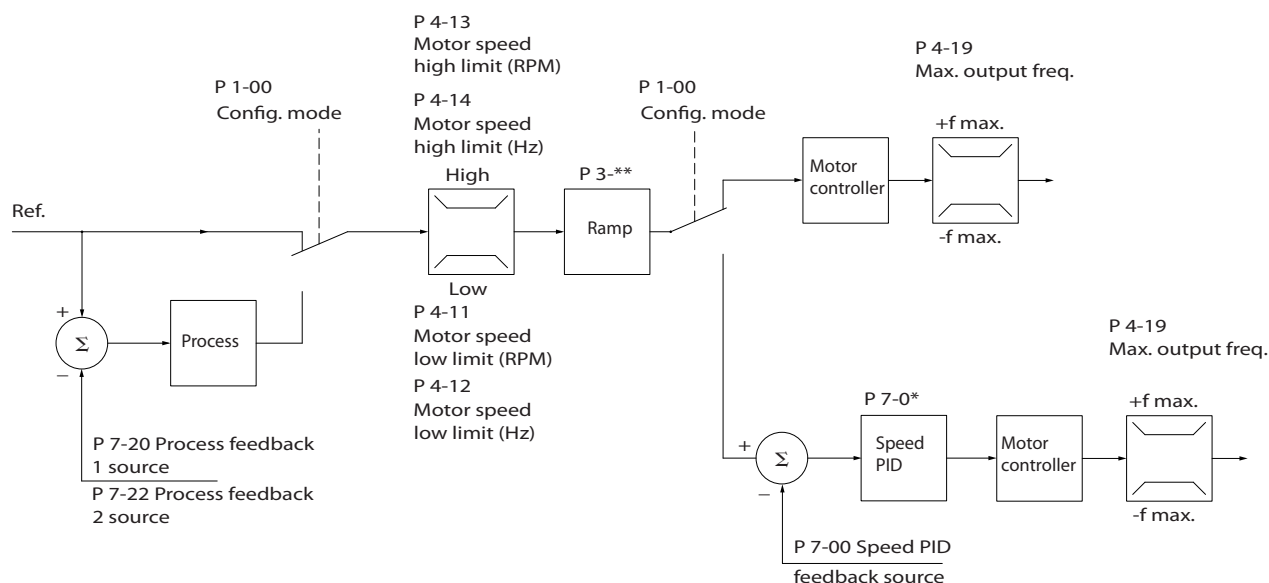 P 4-13
Motor speed
high limit (RPM)
P 4-14
Motor speed
high limit (Hz)
High
P 1-00
Config. mode
P 3-**
Ramp
P 1-00
Config. mode
P 4-19
Max. output freq.
+f max.
Motor
controller
-f max.
Ref.
Low
P 4-11
Motor speed
low limit (RPM)
P 4-12
Motor speed
low limit (Hz)
+
Σ
−
Process
P 7-20 Process feedback
1 source
P 7-22 Process feedback
2 source
P 4-19
Max. output freq.
+f max.
P 7-0*
+
Σ
−
Speed
PID
Motor
controller
-f max.
P 7-00 Speed PID
feedback source